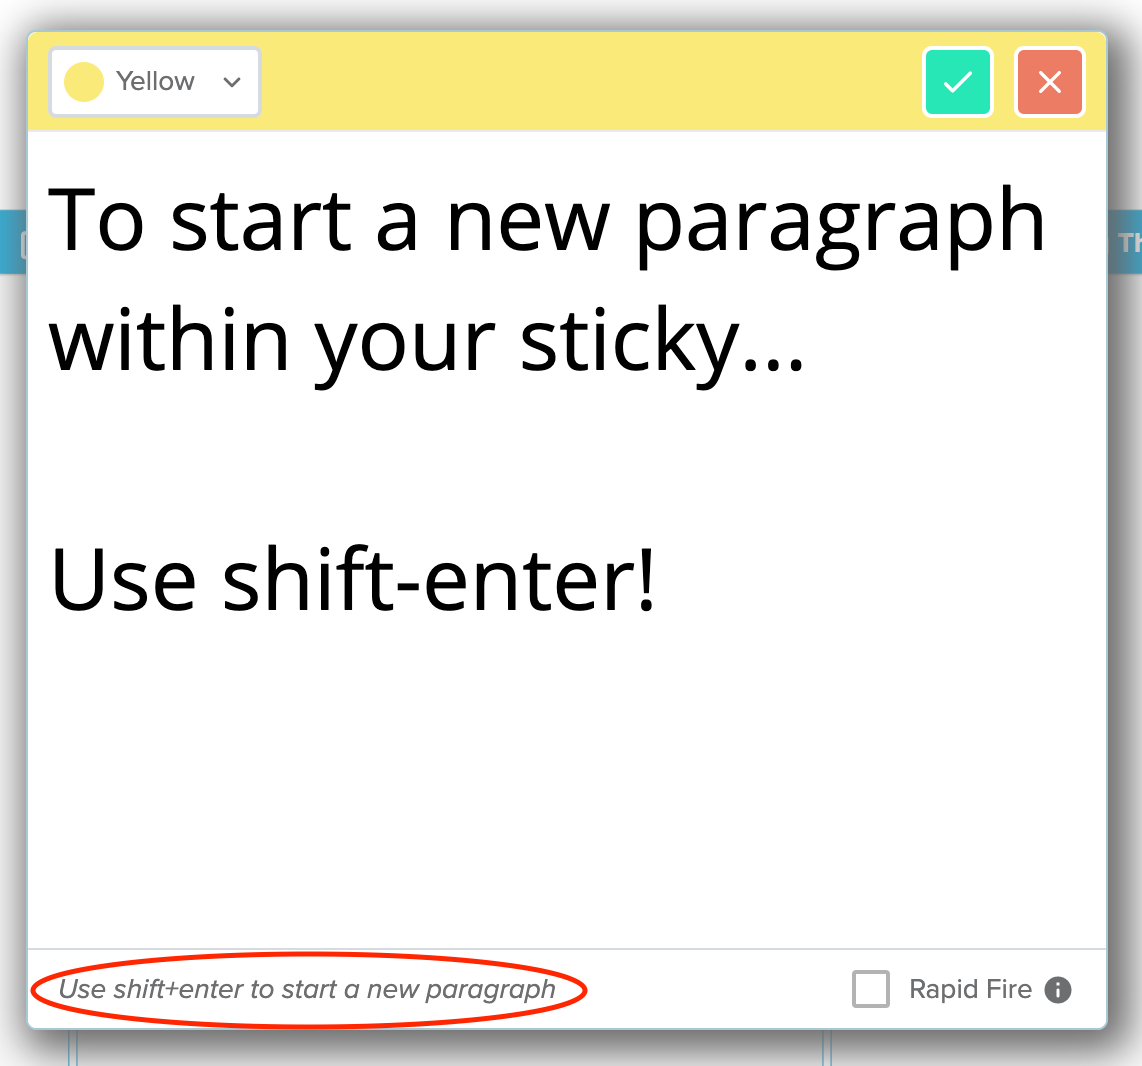 Yellow
To start a new paragraph
within your sticky...
Use shift-enter!
Use shift+enter to start a new paragraph
Rapid Fire